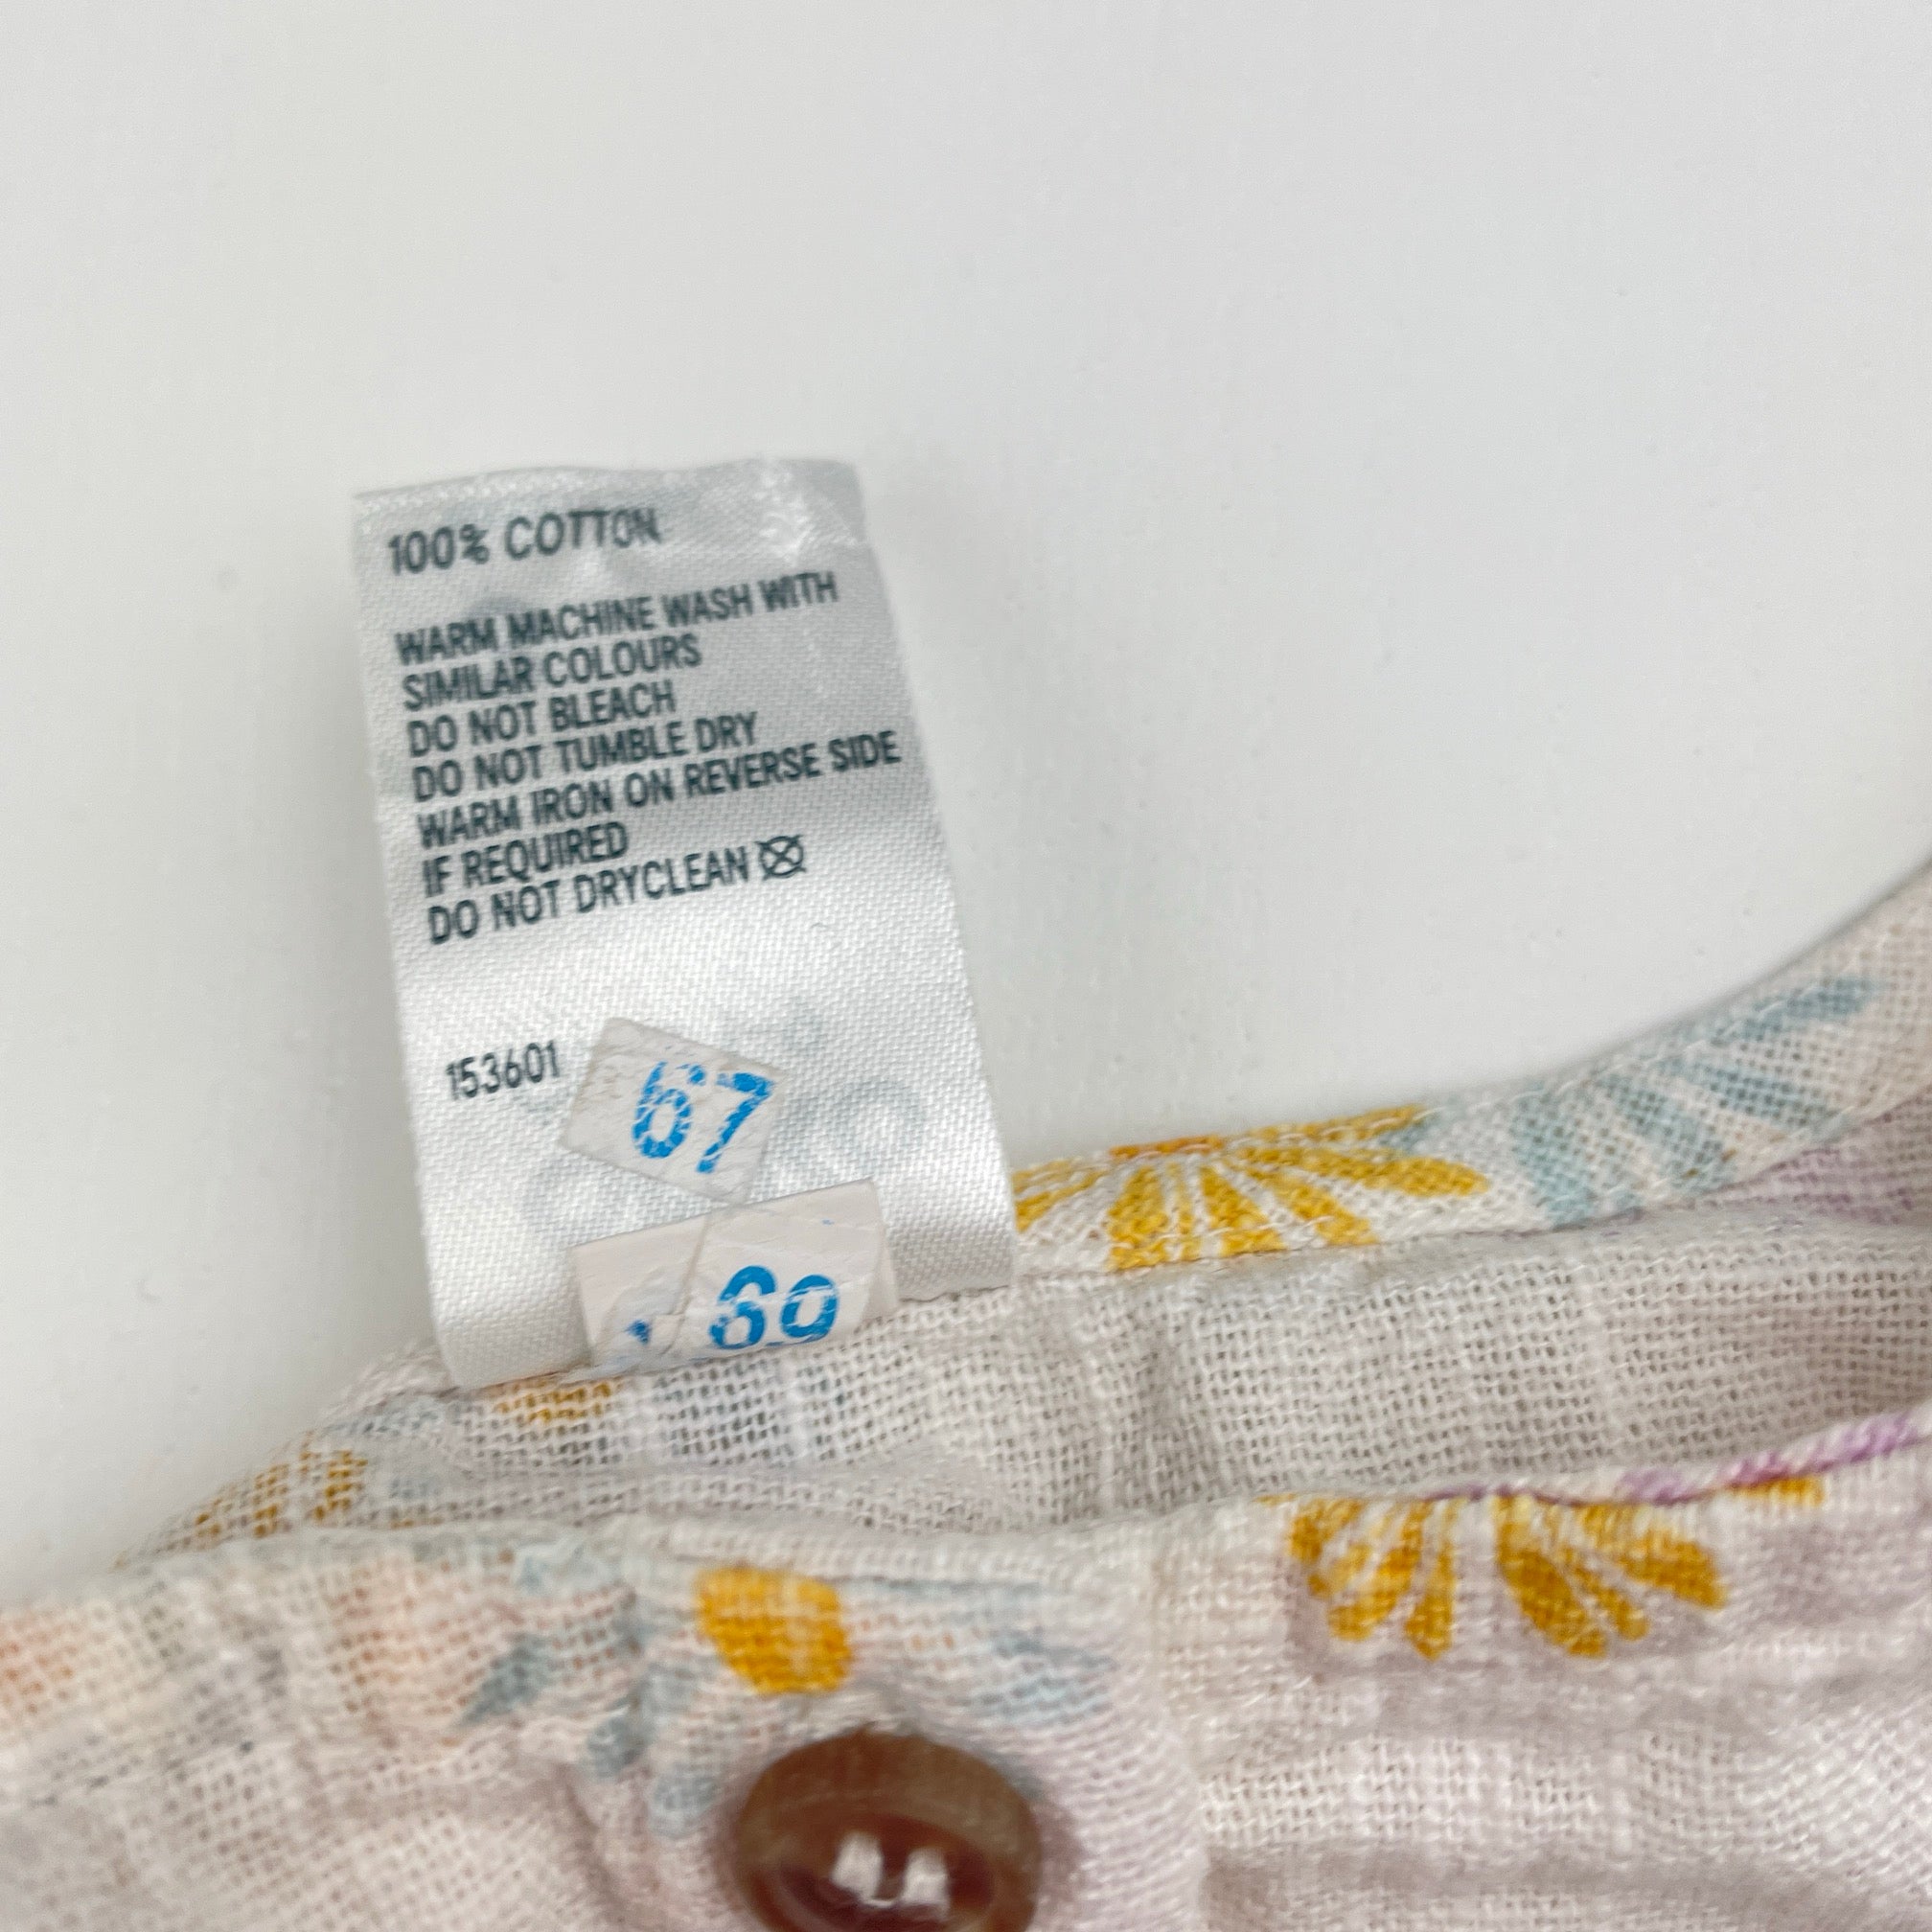 100% COTTON
WARM MACHINE WASH WITH
SIMILAR COLOURS
DO NOT BLEACH
DO NOT TUMBLE DRY
WARM IRON ON REVERSE SIDE
IF REQUIRED
DO NOT DRYCLEAN
153601
67
69